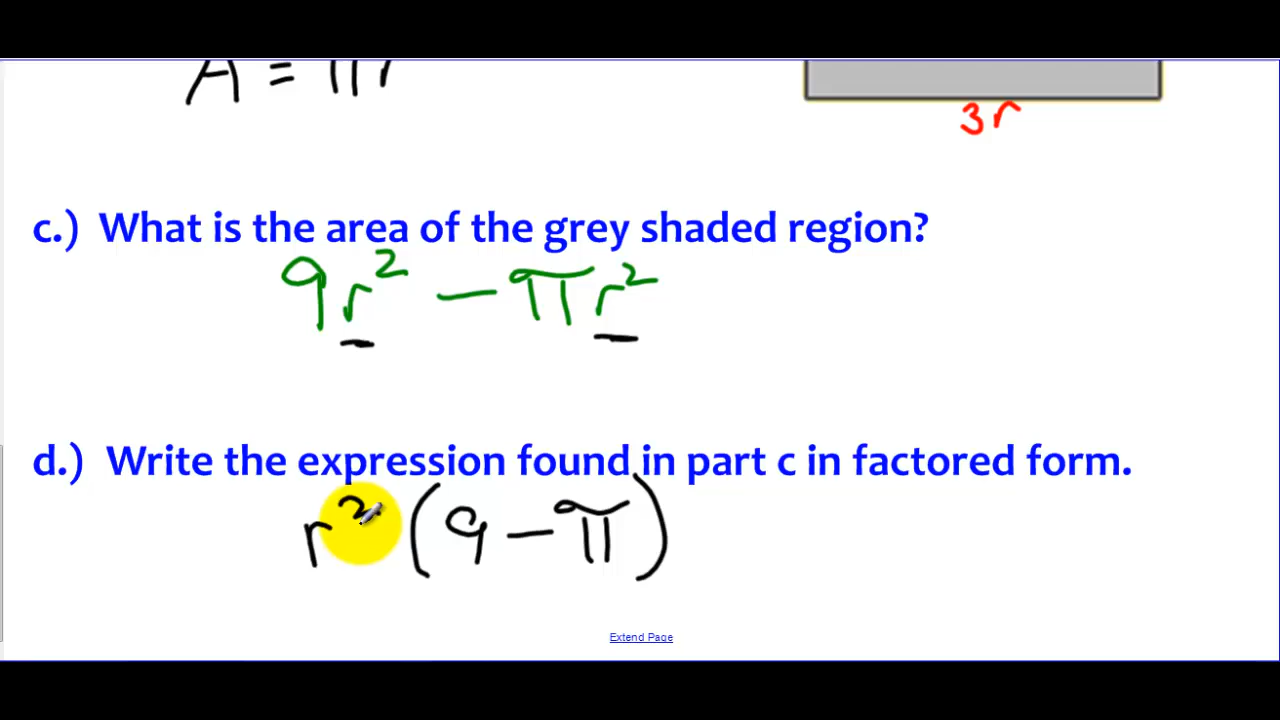 A = πr
3r
c.) What is the area of the grey shaded region?
9r² - πr²
d.) Write the expression found in part c in factored form.
r² (9 - π)
Extend Page